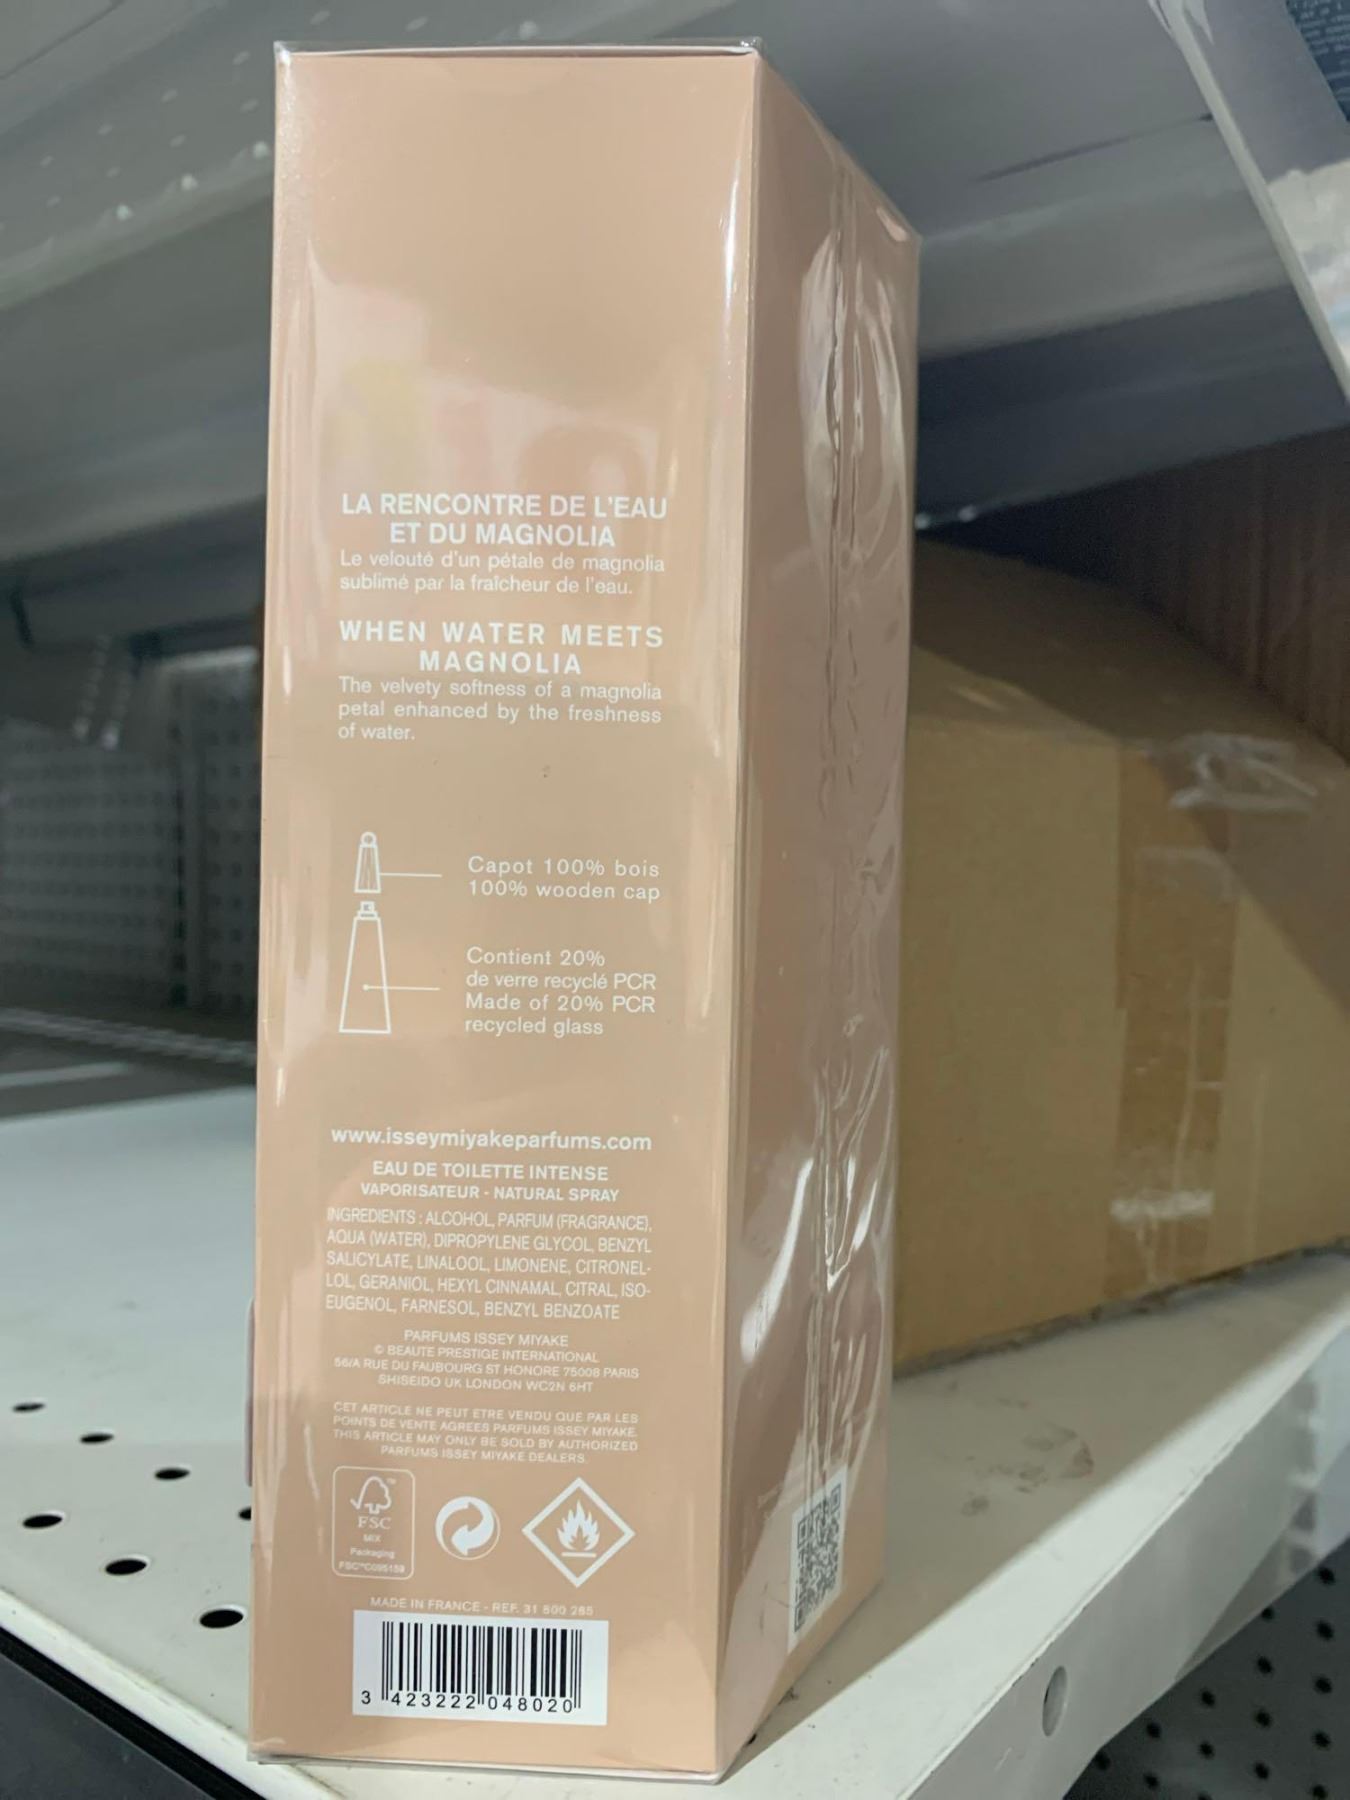 LA RENCONTRE DE L'EAU
ET DU MAGNOLIA
Le velouté d'un pétale de magnolia
sublimé par la fraîcheur de l'eau.
WHEN WATER MEETS
MAGNOLIA
The velvety softness of a magnolia
petal enhanced by the freshness
of water.
Capot 100% bois
100% wooden cap
Contient 20%
de verre recyclé PCR
Made of 20% PCR
recycled glass
www.isseymiyakeparfums.com
EAU DE TOILETTE INTENSE
VAPORISATEUR - NATURAL SPRAY
INGREDIENTS : ALCOHOL, PARFUM (FRAGRANCE),
AQUA (WATER), DIPROPYLENE GLYCOL, BENZYL
SALICYLATE, LINALOOL, LIMONENE, CITRONEL-
LOL, GERANIOL, HEXYL CINNAMAL, CITRAL, ISO-
EUGENOL, FARNESOL, BENZYL BENZOATE
PARFUMS ISSEY MIYAKE
© BEAUTE PRESTIGE INTERNATIONAL
56/A RUE DU FAUBOURG ST HONORE 75008 PARIS
SHISEIDO UK LONDON WC2N 6HT
CET ARTICLE NE PEUT ETRE VENDU QUE PAR LES
POINTS DE VENTE AGREES PARFUMS ISSEY MIYAKE.
THIS ARTICLE MAY ONLY BE SOLD BY AUTHORIZED
PARFUMS ISSEY MIYAKE DEALERS.
FSC
MIX
Packaging
FSC™ C095159
MADE IN FRANCE - REF. 31 800 285
3 423222 048020